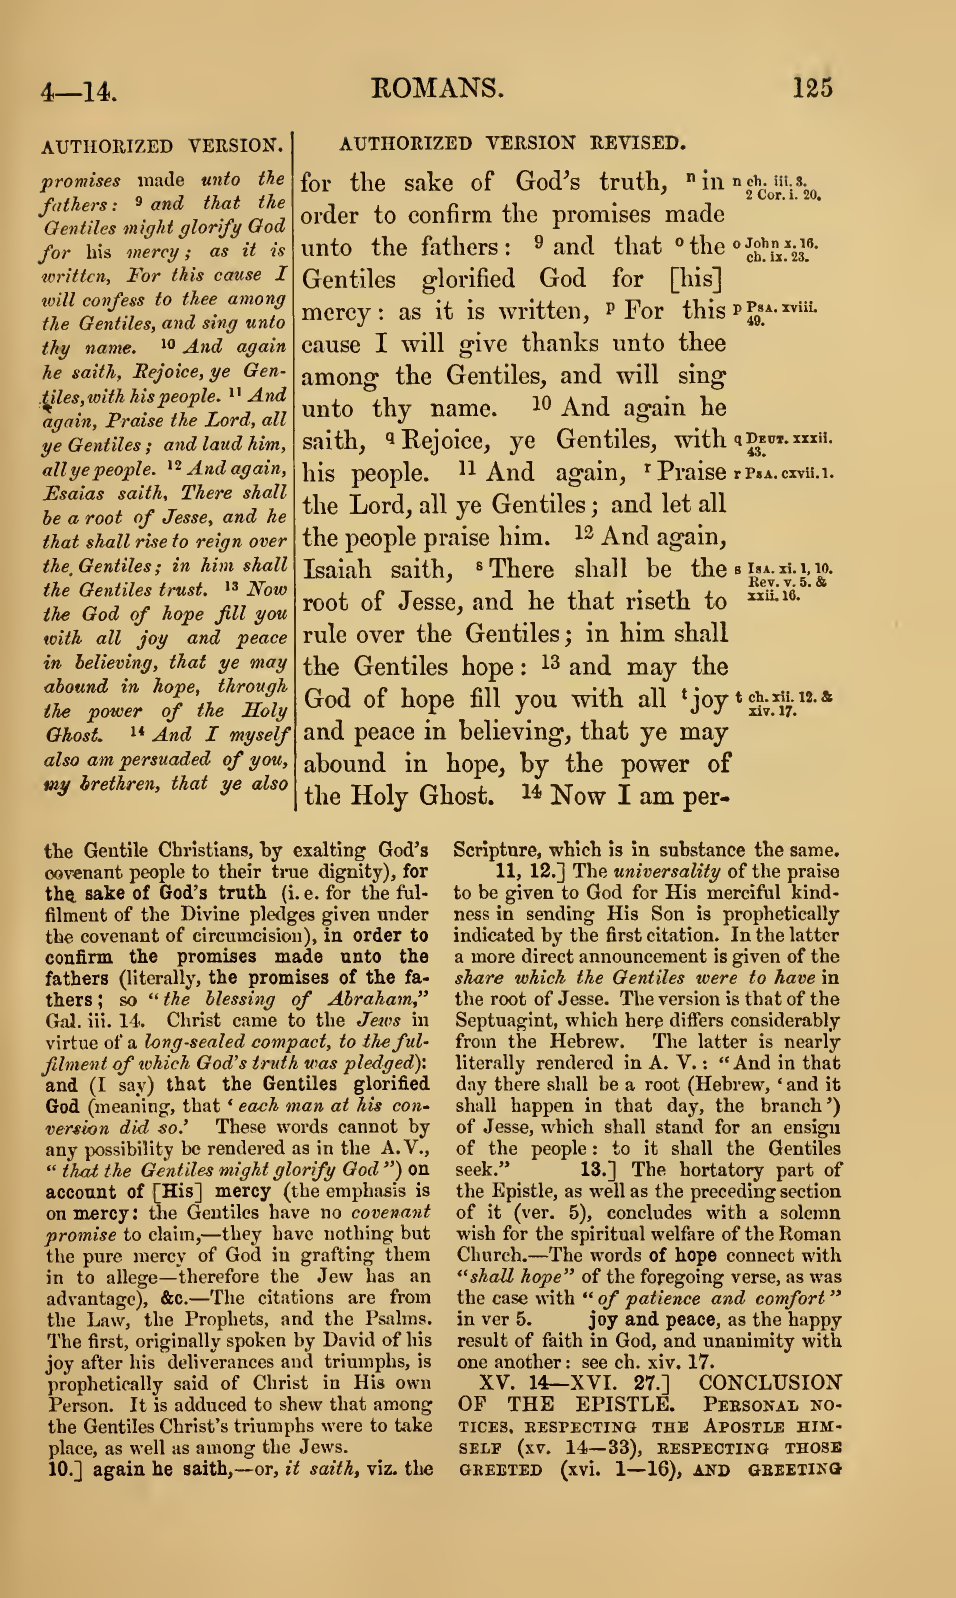 4—14.
ROMANS.
125
AUTHORIZED VERSION.
promises made unto the
fathers: 9 and that the
Gentiles might glorify God
for his mercy; as it is
written, For this cause I
will confess to thee among
the Gentiles, and sing unto
thy name. 10 And again
he saith, Rejoice, ye Gen-
tiles, with his people. 11 And
again, Praise the Lord, all
ye Gentiles; and laud him,
all ye people. 12 And again,
Esaias saith, There shall
be a root of Jesse, and he
that shall rise to reign over
the Gentiles; in him shall
the Gentiles trust. 13 Now
the God of hope fill you
with all joy and peace
in believing, that ye may
abound in hope, through
the power of the Holy
Ghost. 14 And I myself
also am persuaded of you,
my brethren, that ye also
AUTHORIZED VERSION REVISED.
for the sake of God's truth, n in
order to confirm the promises made
unto the fathers: 9 and that o the
Gentiles glorified God for [his]
mercy: as it is written, p For this
cause I will give thanks unto thee
among the Gentiles, and will sing
unto thy name. 10 And again he
saith, q Rejoice, ye Gentiles, with
his people. 11 And again, r Praise
the Lord, all ye Gentiles; and let all
the people praise him. 12 And again,
Isaiah saith, s There shall be the
root of Jesse, and he that riseth to
rule over the Gentiles; in him shall
the Gentiles hope: 13 and may the
God of hope fill you with all t joy
and peace in believing, that ye may
abound in hope, by the power of
the Holy Ghost. 14 Now I am per-
n ch. iii. 3.
2 Cor. i. 20.
o John x. 16.
ch. ix. 23.
p PSA. xviii.
49.
q DEUT. xxxii.
43.
r PSA. cxvii. 1.
s ISA. xi. 1, 10.
Rev. v. 5. &
xxii. 16.
t ch. xii. 12. &
xiv. 17.
the Gentile Christians, by exalting God's
covenant people to their true dignity), for
the sake of God's truth (i. e. for the ful-
filment of the Divine pledges given under
the covenant of circumcision), in order to
confirm the promises made unto the
fathers (literally, the promises of the fa-
thers; so "the blessing of Abraham,"
Gal. iii. 14. Christ came to the Jews in
virtue of a long-sealed compact, to the ful-
filment of which God's truth was pledged):
and (I say) that the Gentiles glorified
God (meaning, that 'each man at his con-
version did so.' These words cannot by
any possibility be rendered as in the A.V.,
"that the Gentiles might glorify God") on
account of [His] mercy (the emphasis is
on mercy: the Gentiles have no covenant
promise to claim,—they have nothing but
the pure mercy of God in grafting them
in to allege—therefore the Jew has an
advantage), &c.—The citations are from
the Law, the Prophets, and the Psalms.
The first, originally spoken by David of his
joy after his deliverances and triumphs, is
prophetically said of Christ in His own
Person. It is adduced to shew that among
the Gentiles Christ's triumphs were to take
place, as well as among the Jews.
10.] again he saith,—or, it saith, viz. the
Scripture, which is in substance the same.
11, 12.] The universality of the praise
to be given to God for His merciful kind-
ness in sending His Son is prophetically
indicated by the first citation. In the latter
a more direct announcement is given of the
share which the Gentiles were to have in
the root of Jesse. The version is that of the
Septuagint, which here differs considerably
from the Hebrew. The latter is nearly
literally rendered in A. V.: "And in that
day there shall be a root (Hebrew, 'and it
shall happen in that day, the branch')
of Jesse, which shall stand for an ensign
of the people: to it shall the Gentiles
seek." 13.] The hortatory part of
the Epistle, as well as the preceding section
of it (ver. 5), concludes with a solemn
wish for the spiritual welfare of the Roman
Church.—The words of hope connect with
"shall hope" of the foregoing verse, as was
the case with "of patience and comfort"
in ver 5. joy and peace, as the happy
result of faith in God, and unanimity with
one another: see ch. xiv. 17.
XV. 14—XVI. 27.] CONCLUSION
OF THE EPISTLE. PERSONAL NO-
TICES, RESPECTING THE APOSTLE HIM-
SELF (xv. 14—33), RESPECTING THOSE
GREETED (xvi. 1—16), AND GREETING